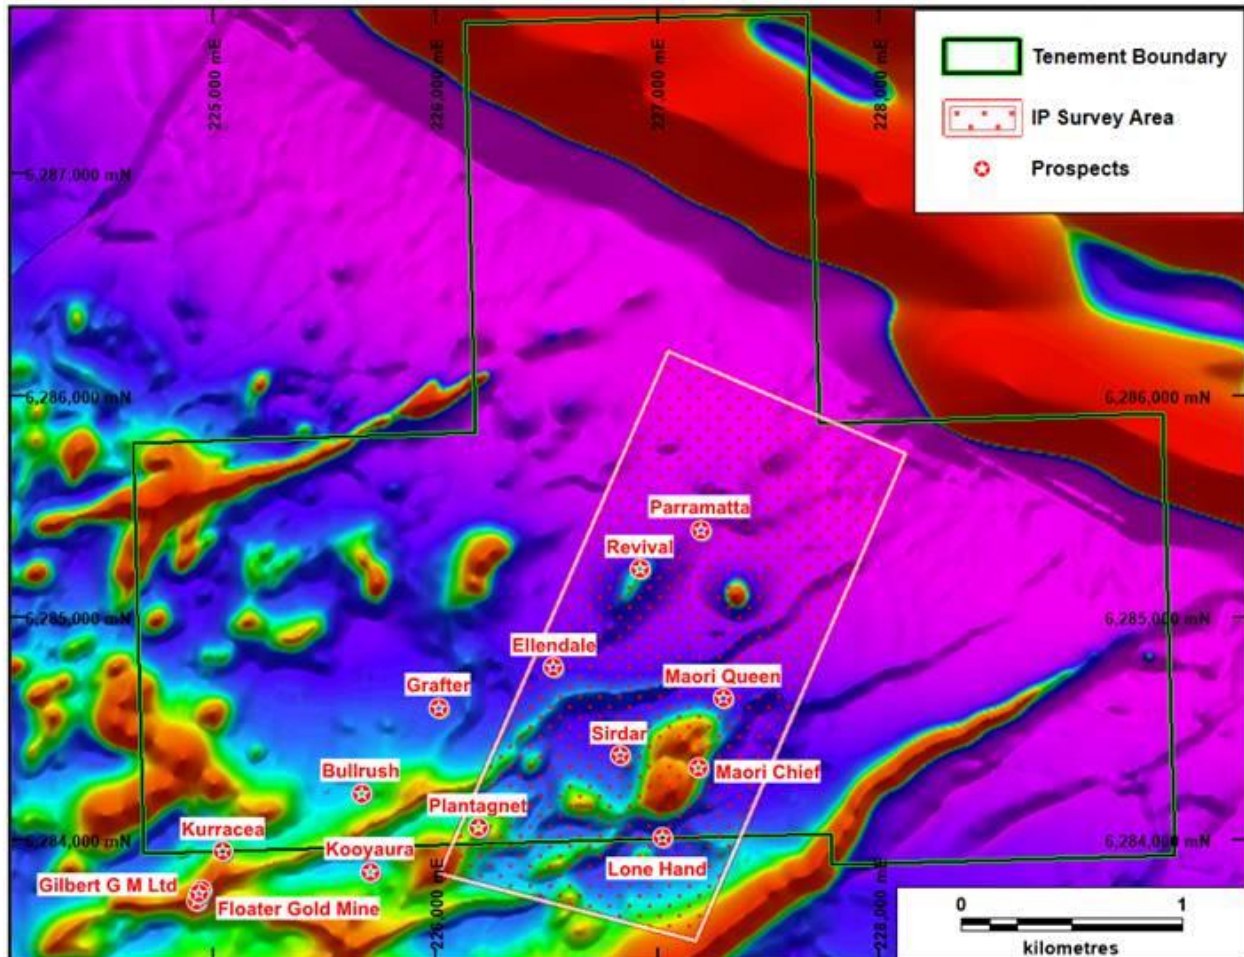 225,000 mE
226,000 mE
227,000 mE
228,000 mE
Tenement Boundary
IP Survey Area
Prospects
6,287,000 mN
6,286,000 mN
6,286,000 mN
Parramatta
Revival
6,285,000 mN
6,285,000 mN
Ellendale
Maori Queen
Grafter
Sirdar
Maori Chief
Bullrush
Plantagnet
6,284,000 mN
6,284,000 mN
Kurracea
Kooyaura
Lone Hand
Gilbert G M Ltd
Floater Gold Mine
226,000 mE
228,000 mE
0 1
kilometres